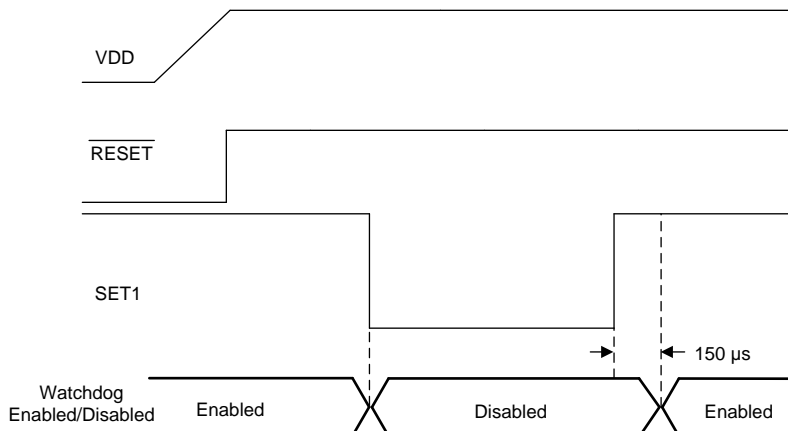 VDD
RESET
SET1
150 µs
Watchdog
Enabled/Disabled
Enabled
Disabled
Enabled